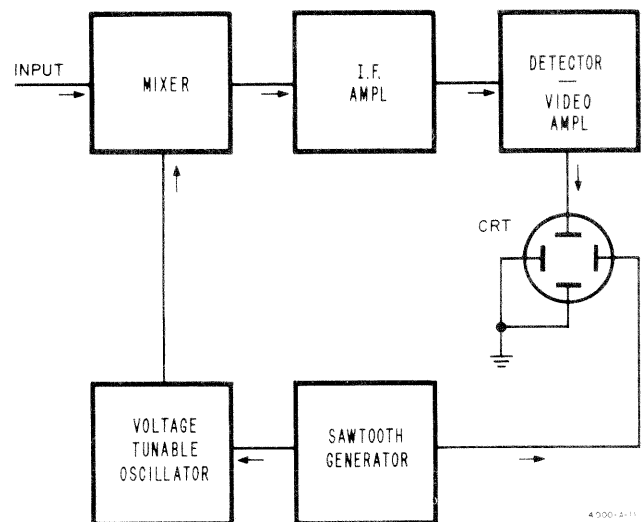 INPUT
MIXER
I.F.
AMPL
DETECTOR
VIDEO
AMPL
CRT
VOLTAGE
TUNABLE
OSCILLATOR
SAWTOOTH
GENERATOR